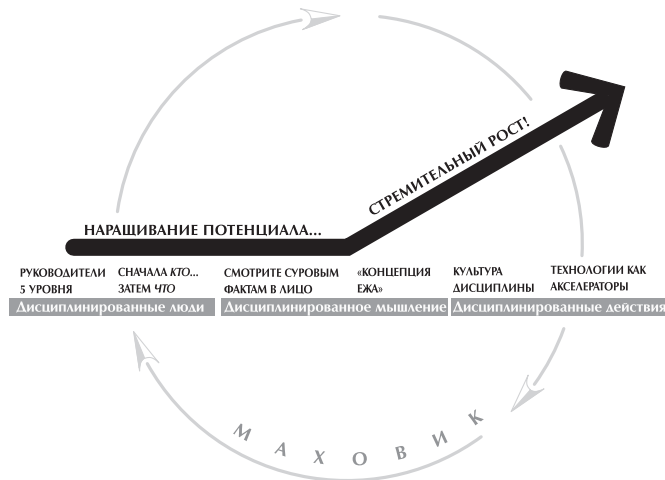 СТРЕМИТЕЛЬНЫЙ РОСТ!
НАРАЩИВАНИЕ ПОТЕНЦИАЛА...
РУКОВОДИТЕЛИ
5 УРОВНЯ
СНАЧАЛА КТО...
ЗАТЕМ ЧТО
СМОТРИТЕ СУРОВЫМ
ФАКТАМ В ЛИЦО
«КОНЦЕПЦИЯ
ЕЖА»
КУЛЬТУРА
ДИСЦИПЛИНЫ
ТЕХНОЛОГИИ КАК
АКСЕЛЕРАТОРЫ
Дисциплинированные люди
Дисциплинированное мышление
Дисциплинированные действия
МАХОВИК